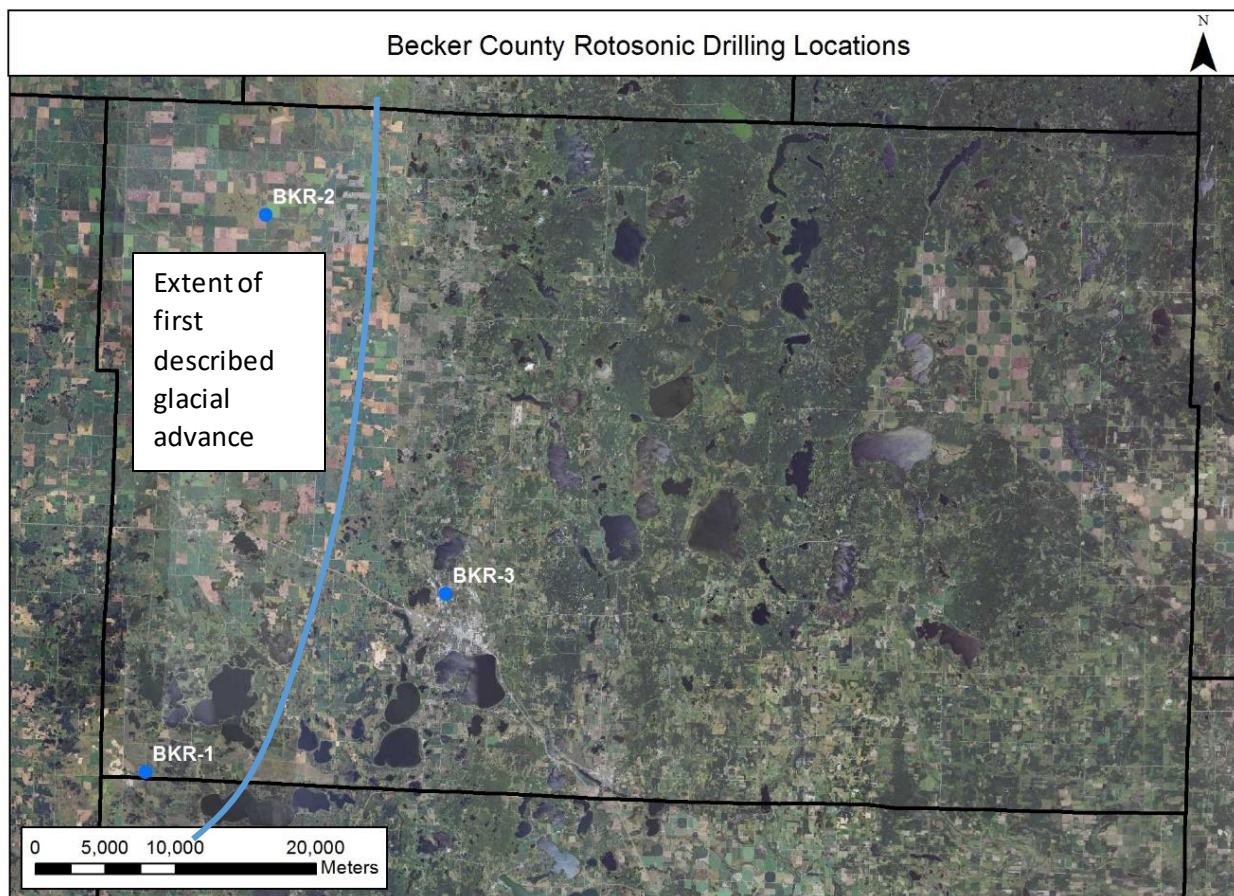 Becker County Rotosonic Drilling Locations
N
BKR-2
Extent of
first
described
glacial
advance
BKR-3
BKR-1
0 5,000 10,000 20,000
Meters